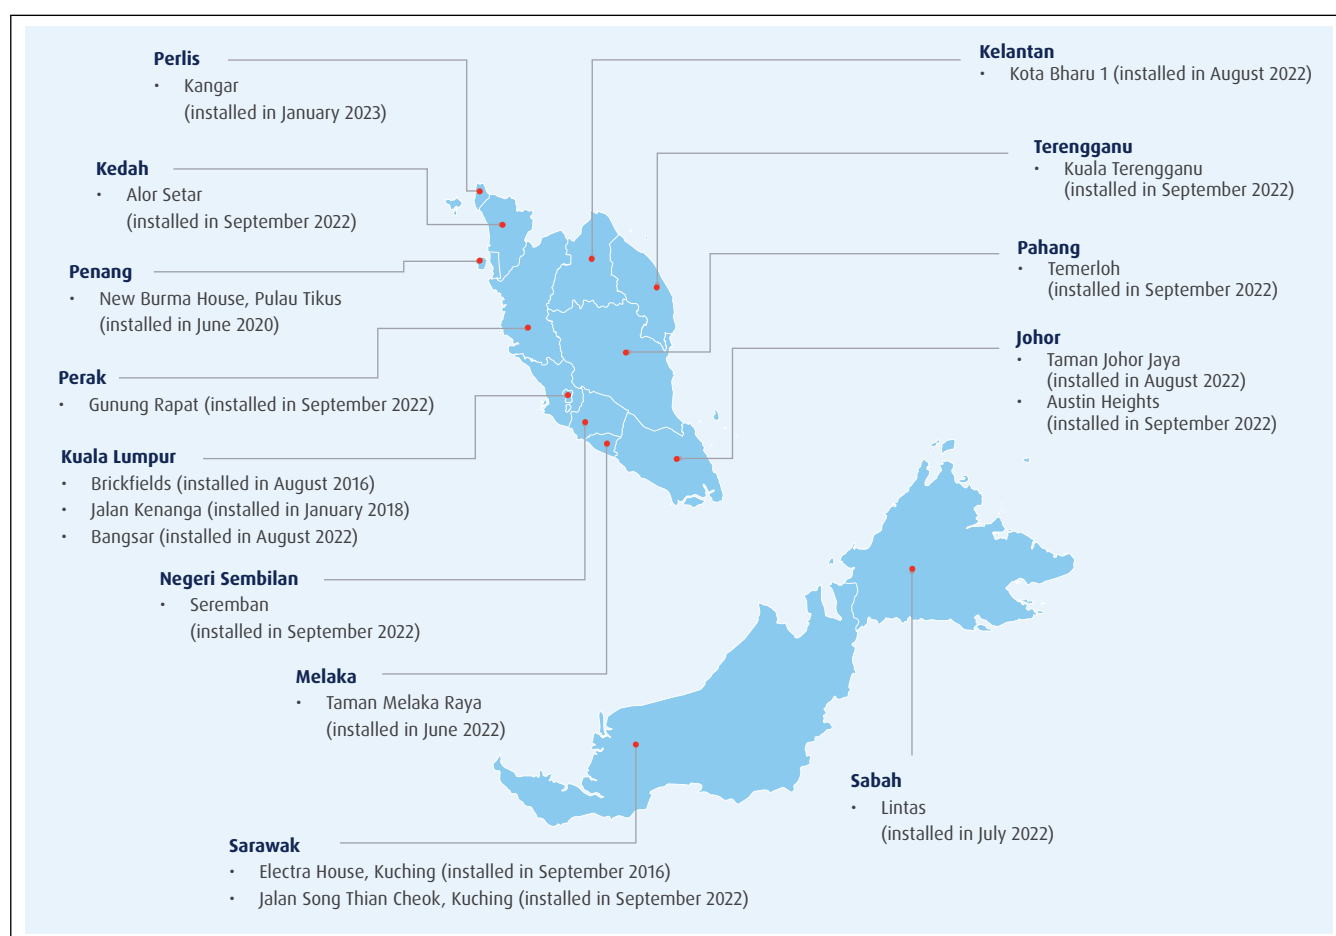 Perlis
• Kangar
(installed in January 2023)
Kedah
• Alor Setar
(installed in September 2022)
Penang
• New Burma House, Pulau Tikus
(installed in June 2020)
Perak
• Gunung Rapat (installed in September 2022)
Kuala Lumpur
• Brickfields (installed in August 2016)
• Jalan Kenanga (installed in January 2018)
• Bangsar (installed in August 2022)
Negeri Sembilan
• Seremban
(installed in September 2022)
Melaka
• Taman Melaka Raya
(installed in June 2022)
Sarawak
• Electra House, Kuching (installed in September 2016)
• Jalan Song Thian Cheok, Kuching (installed in September 2022)
Kelantan
• Kota Bharu 1 (installed in August 2022)
Terengganu
• Kuala Terengganu
(installed in September 2022)
Pahang
• Temerloh
(installed in September 2022)
Johor
• Taman Johor Jaya
(installed in August 2022)
• Austin Heights
(installed in September 2022)
Sabah
• Lintas
(installed in July 2022)